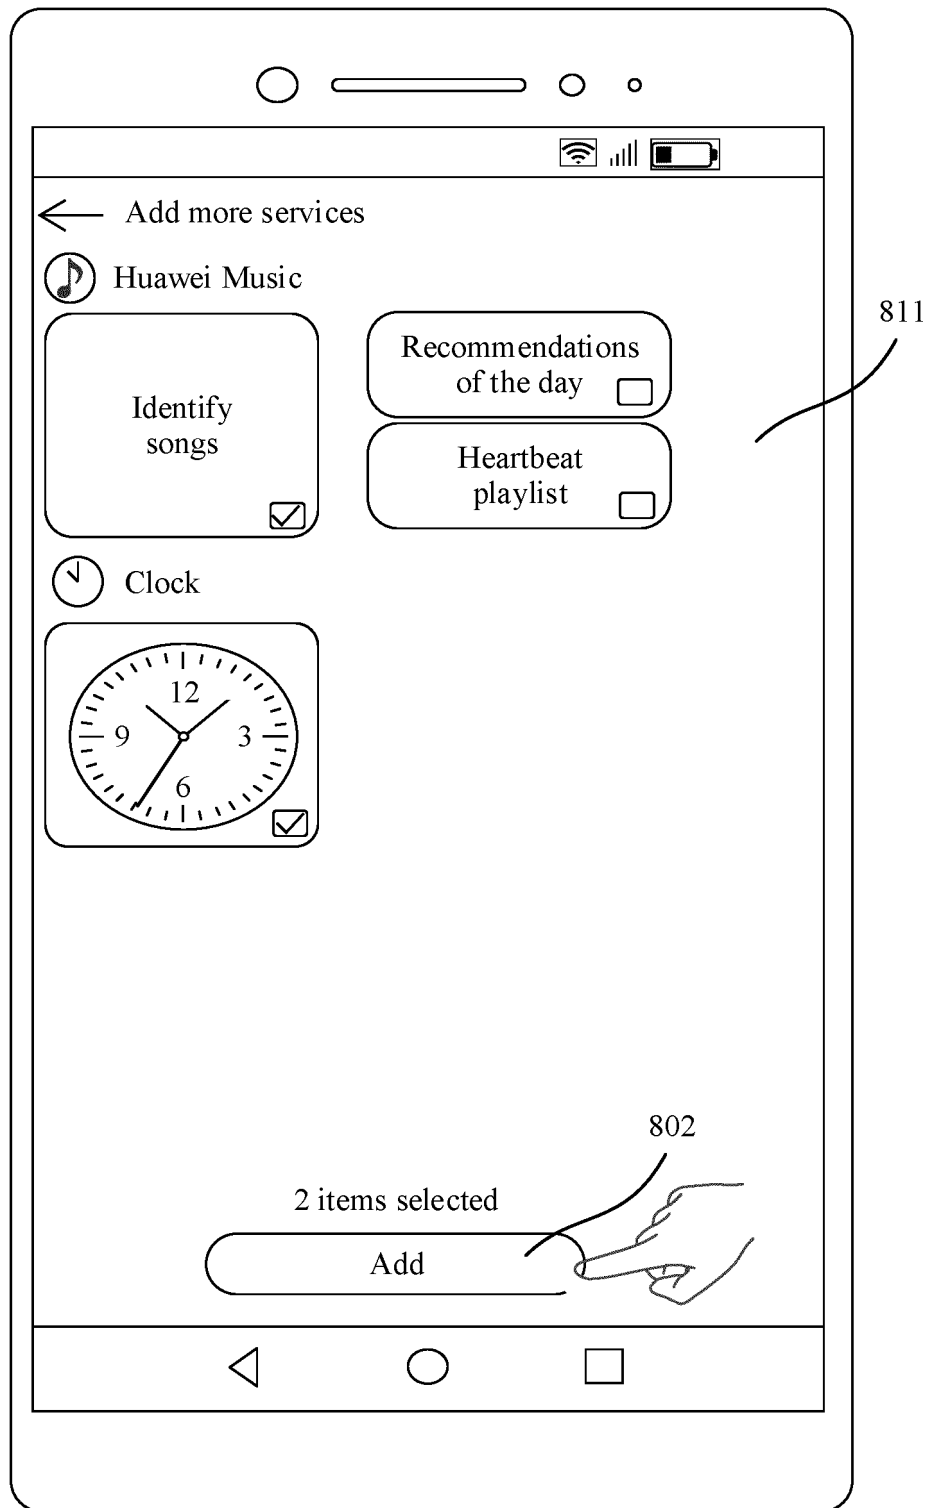 Add more services
Huawei Music
811
Identify
songs
Recommendations
of the day
Heartbeat
playlist
Clock
12
9
3
6
802
2 items selected
Add